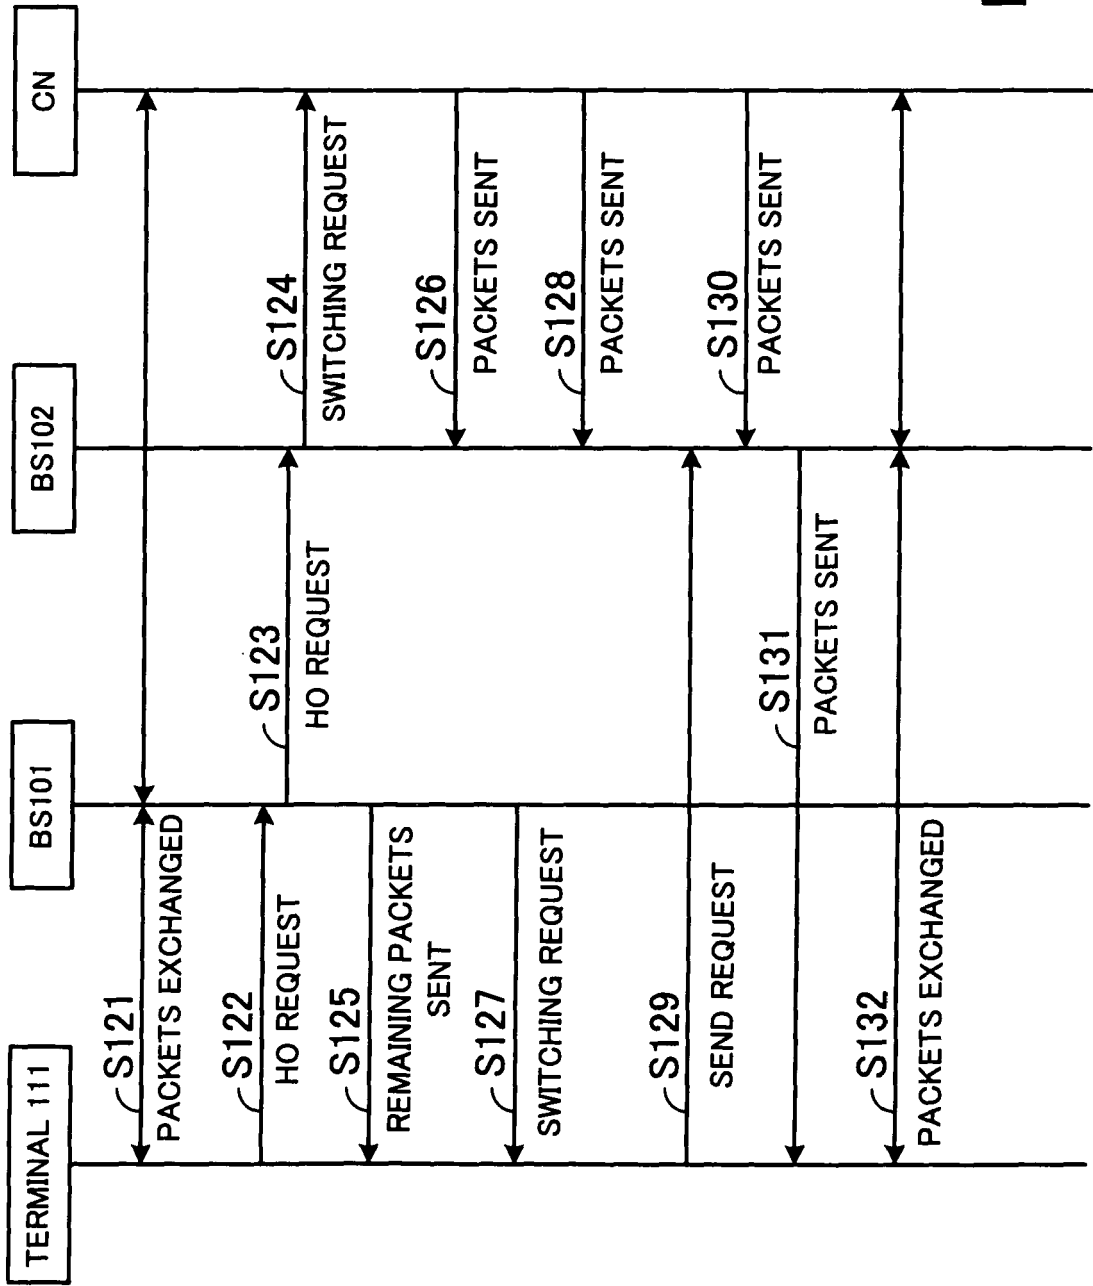 TERMINAL 111
BS101
BS102
CN
S121
PACKETS EXCHANGED
S122
HO REQUEST
S123
HO REQUEST
S124
SWITCHING REQUEST
S125
REMAINING PACKETS
SENT
S126
PACKETS SENT
S127
SWITCHING REQUEST
S128
PACKETS SENT
S129
SEND REQUEST
S130
PACKETS SENT
S131
PACKETS SENT
S132
PACKETS EXCHANGED